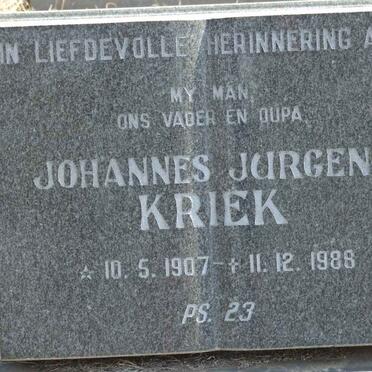 IN LIEFDEVOLLE HERINNERING A
MY MAN
ONS VADER EN OUPA.
JOHANNES JURGEN
KRIEK
☆ 10. 5. 1907 - † 11. 12. 1988
PS. 23